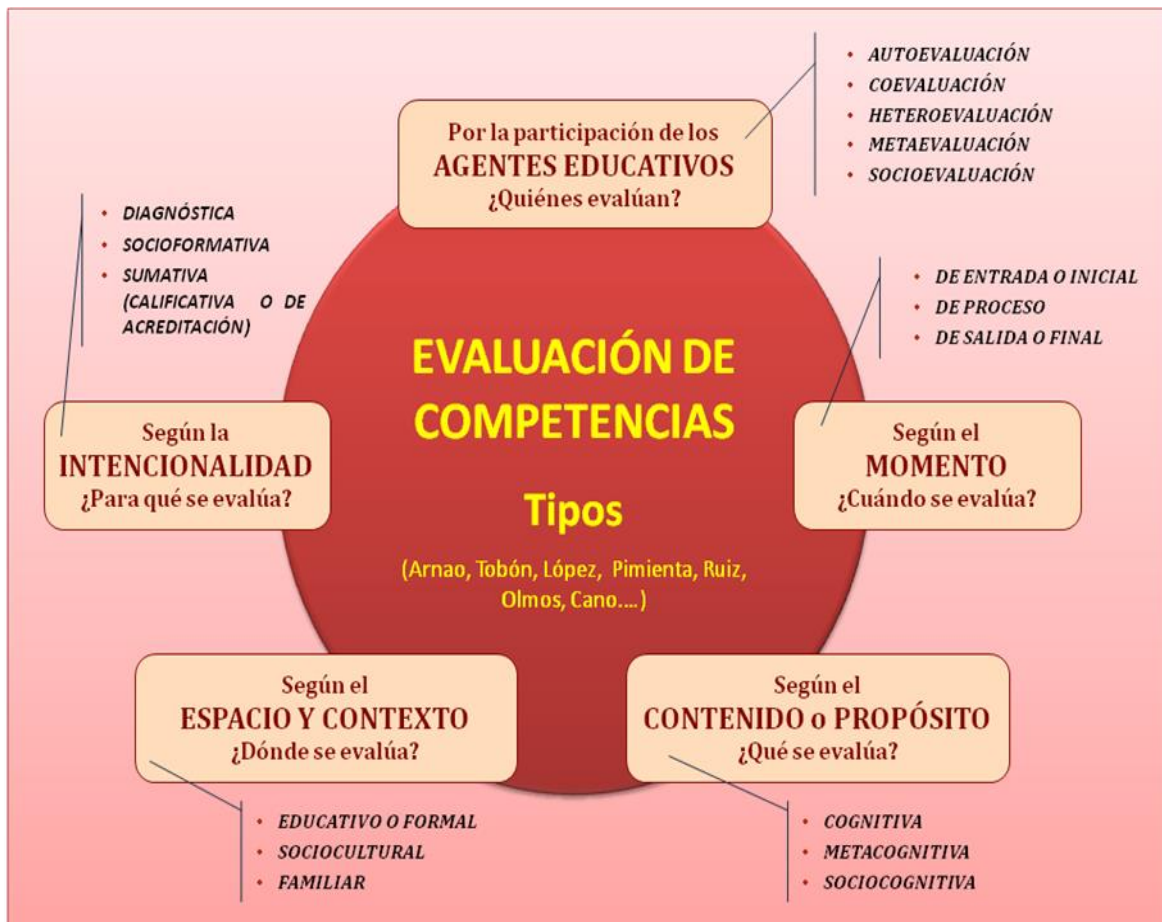 Por la participación de los
AGENTES EDUCATIVOS
¿Quiénes evalúan?
• AUTOEVALUACIÓN
• COEVALUACIÓN
• HETEROEVALUACIÓN
• METAEVALUACIÓN
• SOCIOEVALUACIÓN
• DIAGNÓSTICA
• SOCIOFORMATIVA
• SUMATIVA
(CALIFICATIVA O DE
ACREDITACIÓN)
• DE ENTRADA O INICIAL
• DE PROCESO
• DE SALIDA O FINAL
EVALUACIÓN DE
COMPETENCIAS
Tipos
(Arnao, Tobón, López, Pimienta, Ruiz,
Olmos, Cano....)
Según la
INTENCIONALIDAD
¿Para qué se evalúa?
Según el
MOMENTO
¿Cuándo se evalúa?
Según el
ESPACIO Y CONTEXTO
¿Dónde se evalúa?
Según el
CONTENIDO o PROPÓSITO
¿Qué se evalúa?
• EDUCATIVO O FORMAL
• SOCIOCULTURAL
• FAMILIAR
• COGNITIVA
• METACOGNITIVA
• SOCIOCOGNITIVA